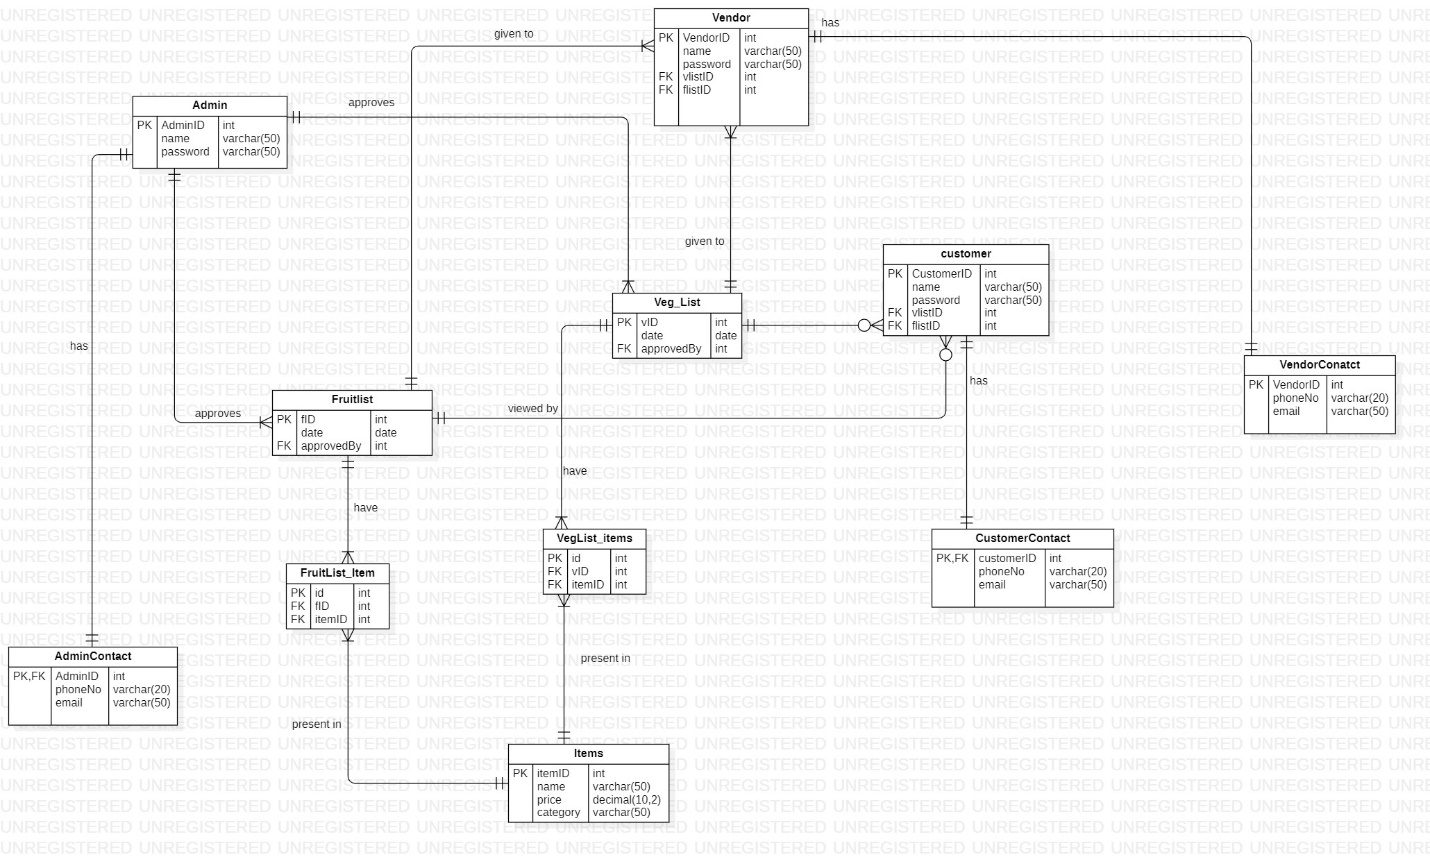 UNREGISTERED
Vendor
PK VendorID int
name varchar(50)
password varchar(50)
FK vlistID int
FK flistID int
has
given to
Admin
PK AdminID int
name varchar(50)
password varchar(50)
approves
given to
customer
PK CustomerID int
name varchar(50)
password varchar(50)
FK vlistID int
FK flistID int
Veg_List
PK vID int
date date
FK approvedBy int
has
VendorConatct
PK VendorID int
phoneNo varchar(20)
email varchar(50)
has
Fruitlist
PK fID int
date date
FK approvedBy int
approves
viewed by
have
have
VegList_items
PK id int
FK vID int
FK itemID int
CustomerContact
PK,FK customerID int
phoneNo varchar(20)
email varchar(50)
FruitList_Item
PK id int
FK fID int
FK itemID int
AdminContact
PK,FK AdminID int
phoneNo varchar(20)
email varchar(50)
present in
present in
Items
PK itemID int
name varchar(50)
price decimal(10,2)
category varchar(50)